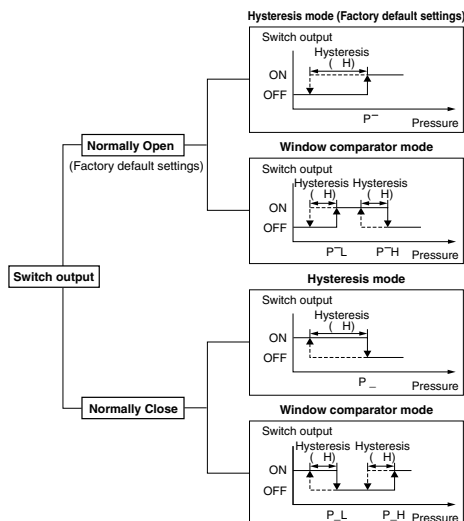 Hysteresis mode (Factory default settings)
Switch output
Hysteresis
( H)
ON
OFF
P¯
Pressure
Normally Open
(Factory default settings)
Window comparator mode
Switch output
Hysteresis Hysteresis
( H) ( H)
ON
OFF
P¯L P¯H
Pressure
Switch output
Hysteresis mode
Switch output
Hysteresis
( H)
ON
OFF
P_
Pressure
Normally Close
Window comparator mode
Switch output
Hysteresis Hysteresis
( H) ( H)
ON
OFF
P_L P_H Pressure